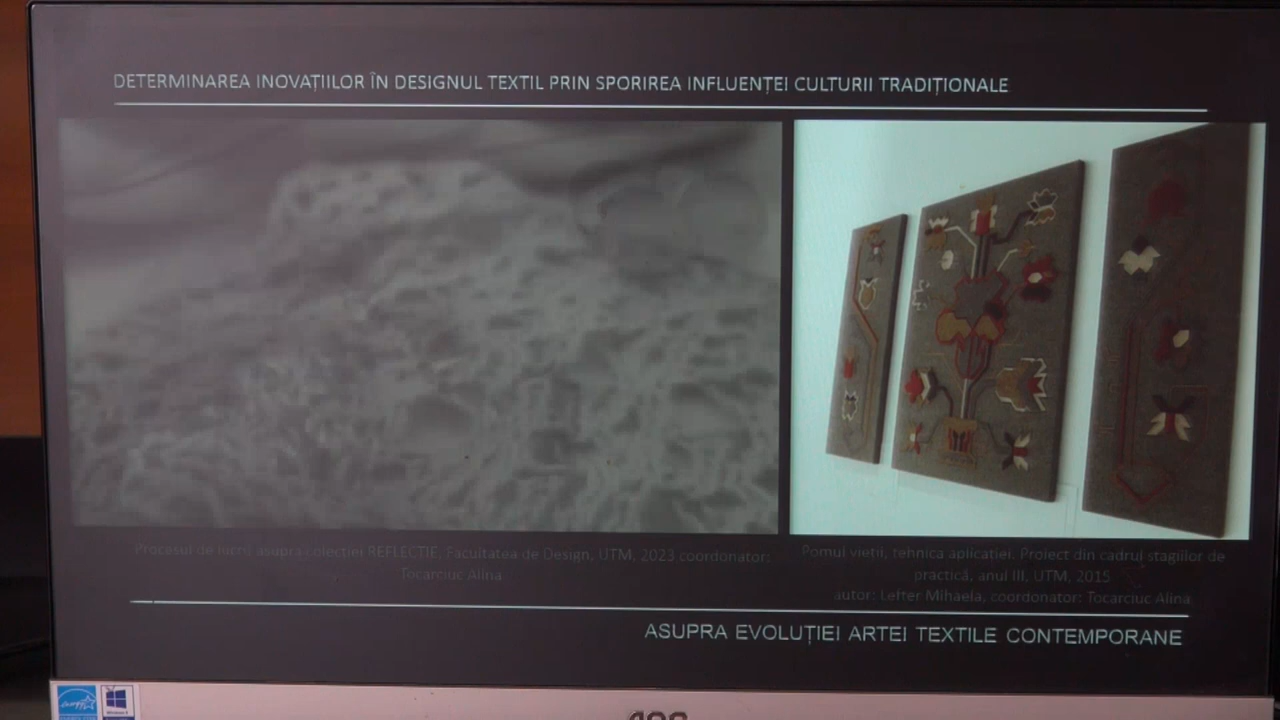 DETERMINAREA INOVAȚIILOR ÎN DESIGNUL TEXTIL PRIN SPORIREA INFLUENȚEI CULTURII TRADIȚIONALE
Procesul de lucru asupra colecției REFLECȚIE, Facultatea de Design, UTM, 2023 coordonator:
Tocarciuc Alina
Pomul vieții, tehnica aplicației. Proiect din cadrul stagiilor de
practică, anul III, UTM, 2015
autor: Lefter Mihaela, coordonator: Tocarciuc Alina
ASUPRA EVOLUȚIEI ARTEI TEXTILE CONTEMPORANE
AOC